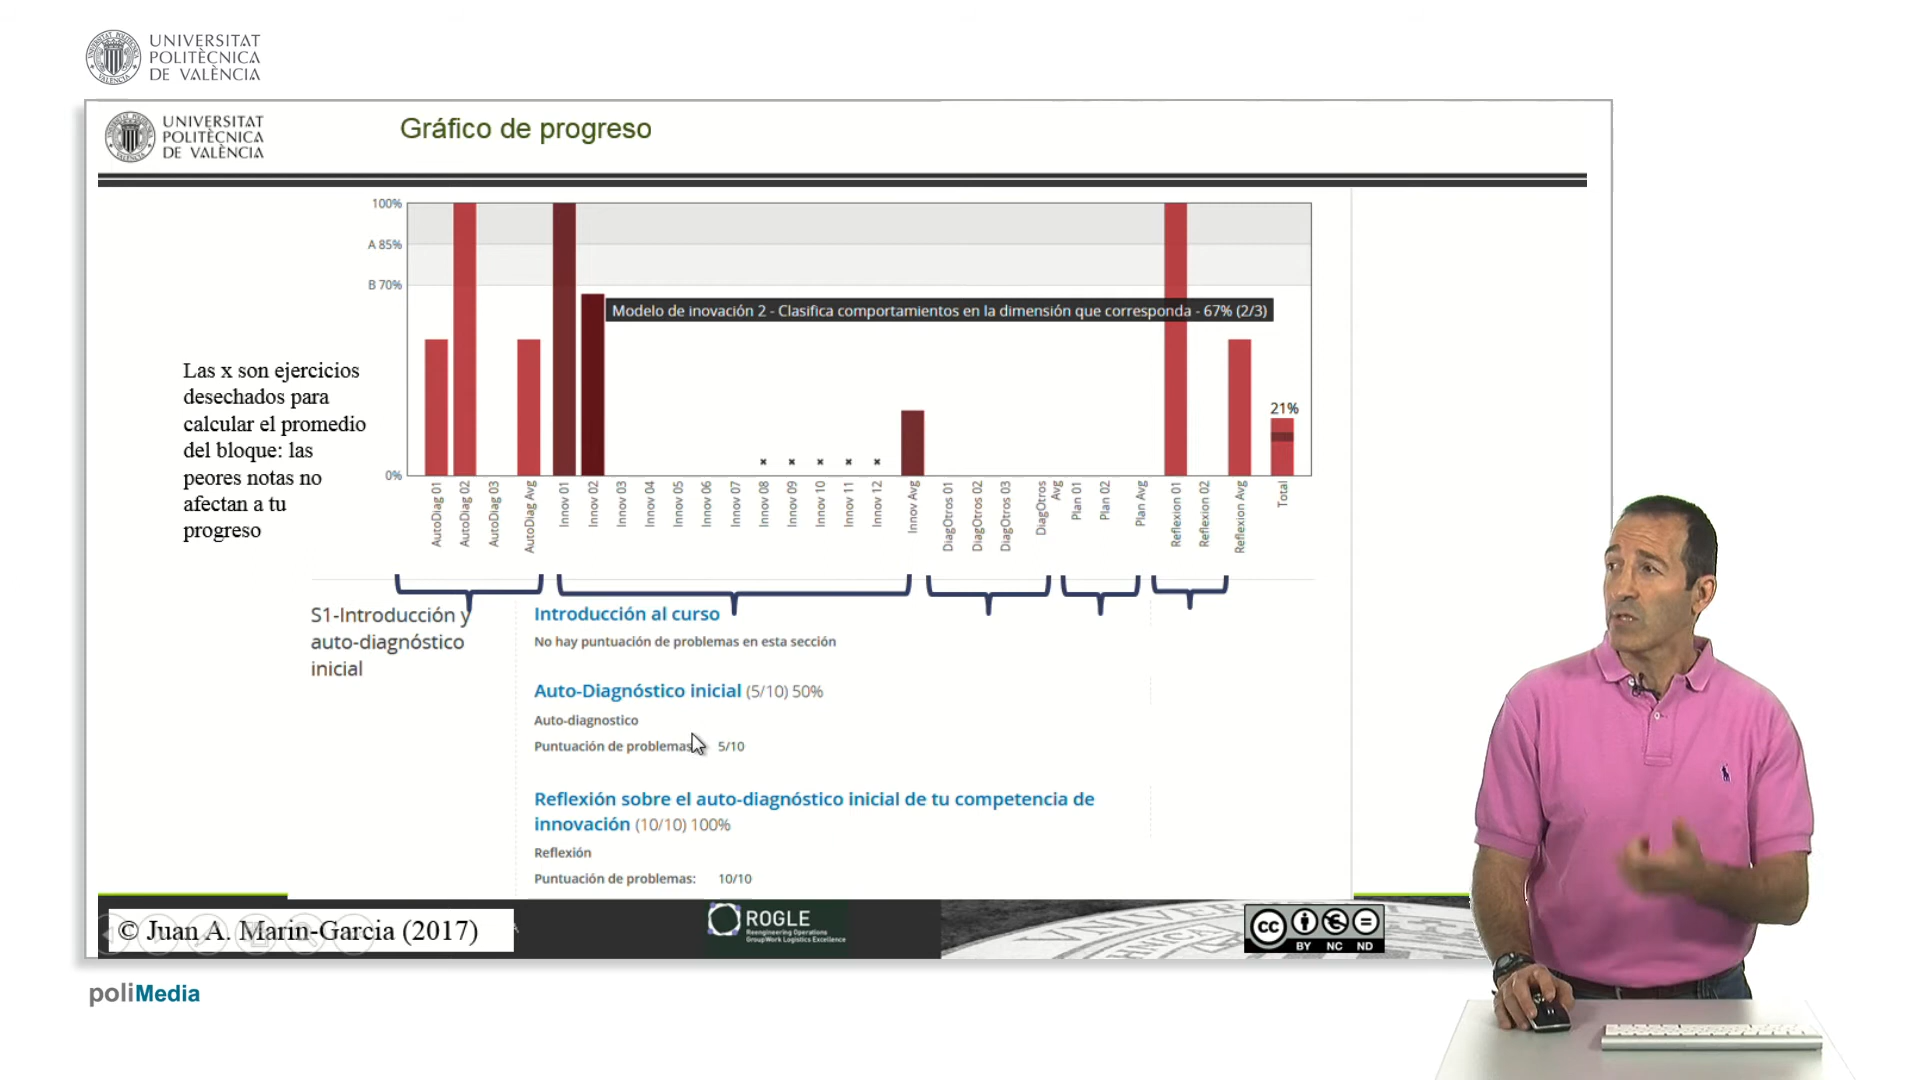 UNIVERSITAT
POLITÈCNICA
DE VALÈNCIA
UNIVERSITAT
POLITÈCNICA
DE VALÈNCIA
Gráfico de progreso
100%
A 85%
B 70%
0%
Modelo de inovación 2 - Clasifica comportamientos en la dimensión que corresponda - 67% (2/3)
21%
Las x son ejercicios
desechados para
calcular el promedio
del bloque: las
peores notas no
afectan a tu
progreso
AutoDiag 01
AutoDiag 02
AutoDiag 03
AutoDiag Avg
Innov 01
Innov 02
Innov 03
Innov 04
Innov 05
Innov 06
Innov 07
Innov 08
Innov 09
Innov 10
Innov 11
Innov 12
Innov Avg
DiagOtros 01
DiagOtros 02
DiagOtros 03
DiagOtros
Avg
Plan 01
Plan 02
Plan Avg
Reflexion 01
Reflexion 02
Reflexion Avg
Total
S1-Introducción y
auto-diagnóstico
inicial
Introducción al curso
No hay puntuación de problemas en esta sección
Auto-Diagnóstico inicial (5/10) 50%
Auto-diagnostico
Puntuación de problemas 5/10
Reflexión sobre el auto-diagnóstico inicial de tu competencia de
innovación (10/10) 100%
Reflexión
Puntuación de problemas: 10/10
© Juan A. Marin-Garcia (2017)
ROGLE
Reengineering Operations
GroupWork Logistics Excellence
cc
BY NC ND
poliMedia